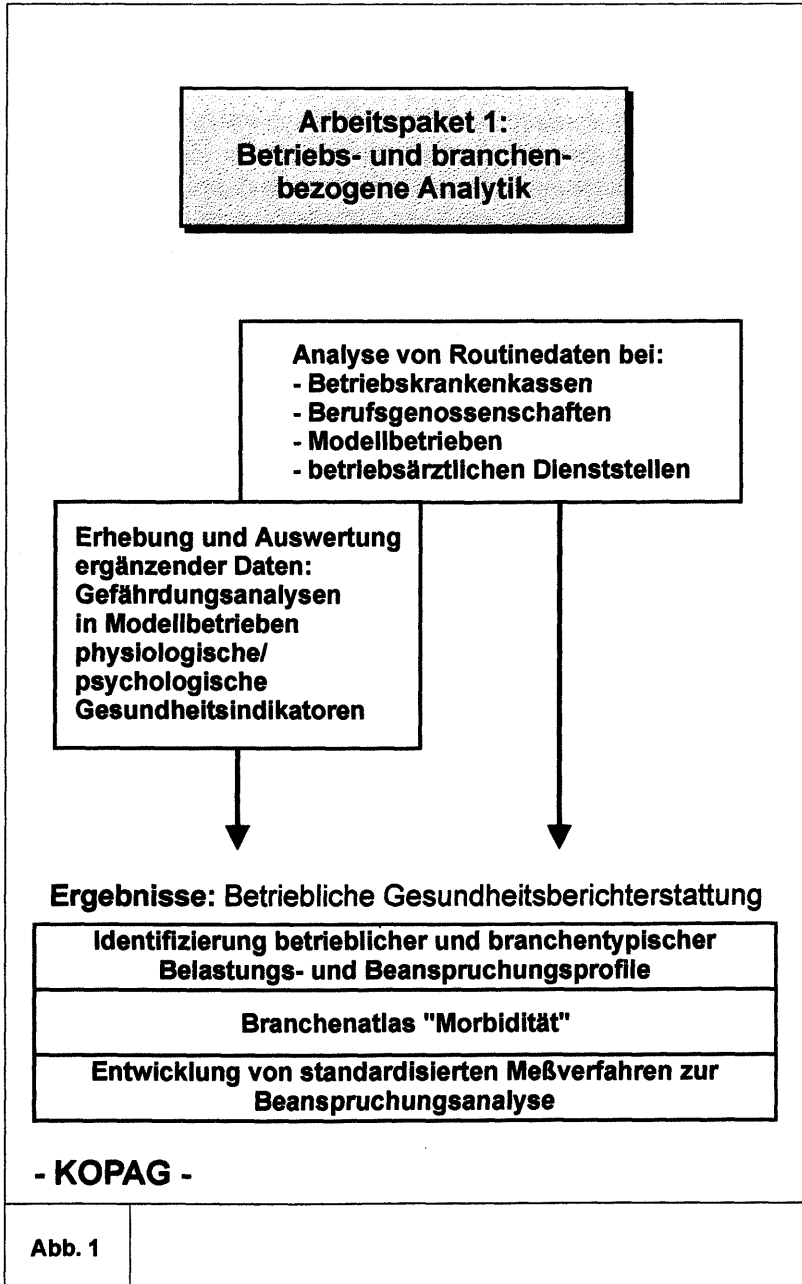 Arbeitspaket 1:
Betriebs- und branchen-
bezogene Analytik
Analyse von Routinedaten bei:
- Betriebskrankenkassen
- Berufsgenossenschaften
- Modellbetrieben
- betriebsärztlichen Dienststellen
Erhebung und Auswertung
ergänzender Daten:
Gefährdungsanalysen
in Modellbetrieben
physiologische/
psychologische
Gesundheitsindikatoren
Ergebnisse: Betriebliche Gesundheitsberichterstattung
Identifizierung betrieblicher und branchentypischer
Belastungs- und Beanspruchungsprofile
Branchenatlas "Morbidität"
Entwicklung von standardisierten Meßverfahren zur
Beanspruchungsanalyse
- KOPAG -
Abb. 1